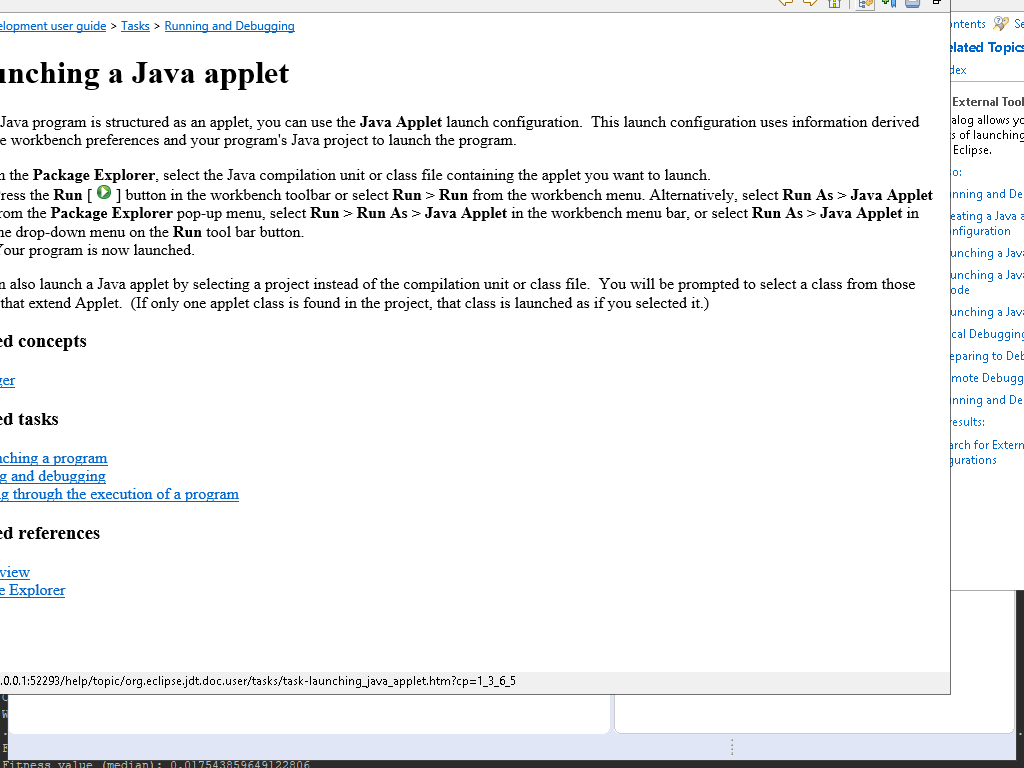 elopment user guide > Tasks > Running and Debugging
unching a Java applet
Java program is structured as an applet, you can use the Java Applet launch configuration. This launch configuration uses information derived
e workbench preferences and your program's Java project to launch the program.
n the Package Explorer, select the Java compilation unit or class file containing the applet you want to launch.
ress the Run [ ] button in the workbench toolbar or select Run > Run from the workbench menu. Alternatively, select Run As > Java Applet
rom the Package Explorer pop-up menu, select Run > Run As > Java Applet in the workbench menu bar, or select Run As > Java Applet in
he drop-down menu on the Run tool bar button.
Your program is now launched.
n also launch a Java applet by selecting a project instead of the compilation unit or class file. You will be prompted to select a class from those
that extend Applet. (If only one applet class is found in the project, that class is launched as if you selected it.)
ed concepts
ger
ed tasks
nching a program
g and debugging
g through the execution of a program
ed references
view
e Explorer
.0.0.1:52293/help/topic/org.eclipse.jdt.doc.user/tasks/task-launching_java_applet.htm?cp=1_3_6_5
ontents Se
elated Topics
dex
External Tool
alog allows yo
s of launching
Eclipse.
o:
nning and De
eating a Java a
nfiguration
unching a Java
unching a Java
ode
unching a Java
cal Debugging
eparing to Deb
mote Debugg
nning and De
esults:
arch for Extern
gurations
Fitness value (median): 0.017543859649122806